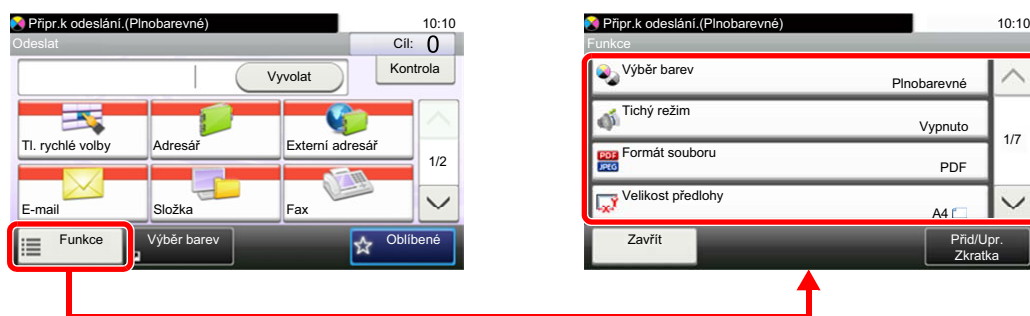 Připr.k odeslání.(Plnobarevné)
10:10
Odeslat
Cíl: 0
Vyvolat
Kontrola
Tl. rychlé volby
Adresář
Externí adresář
1/2
E-mail
Složka
Fax
Funkce
Výběr barev
Oblíbené
Připr.k odeslání.(Plnobarevné)
10:10
Funkce
Výběr barev
Plnobarevné
Tichý režim
Vypnuto
1/7
PDF
JPEG
Formát souboru
PDF
Velikost předlohy
A4
Zavřít
Přid/Upr.
Zkratka